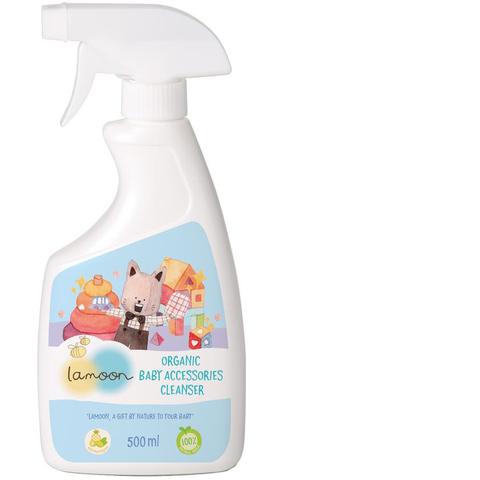 lamoon
ORGANIC
BABY ACCESSORIES
CLEANSER
"LAMOON, A GIFT BY NATURE TO YOUR BABY"
500 ml
100%